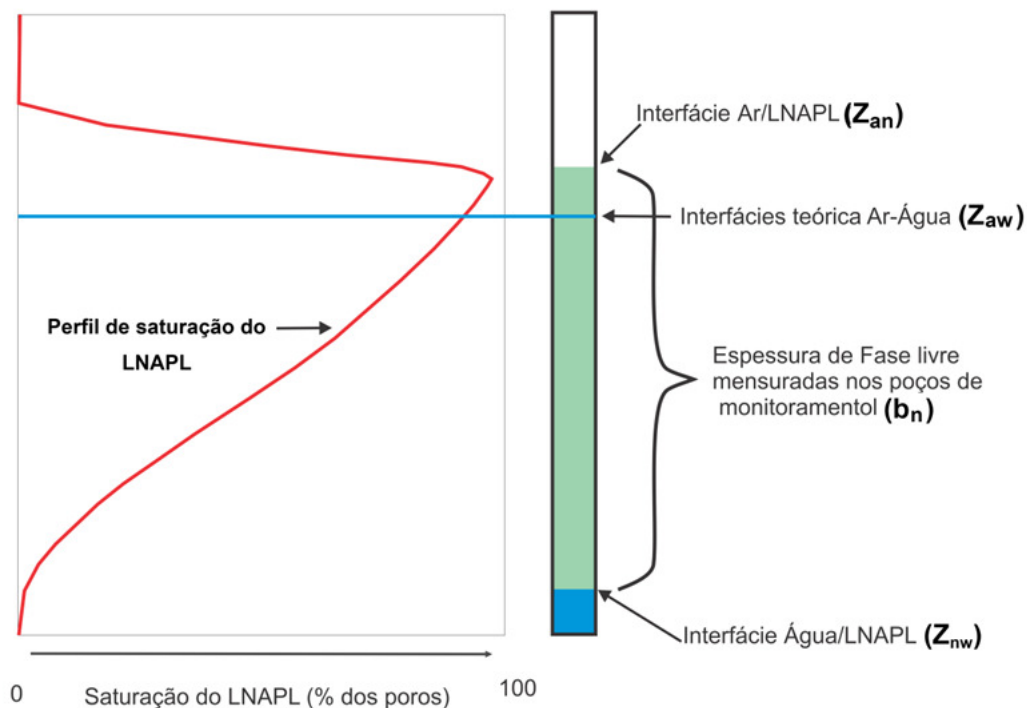 Interfácie Ar/LNAPL (Zan)
Interfácies teórica Ar-Água (Zaw)
Perfil de saturação do
LNAPL
Espessura de Fase livre
mensuradas nos poços de
monitoramentol (bn)
Interfácie Água/LNAPL (Znw)
0
Saturação do LNAPL (% dos poros)
100